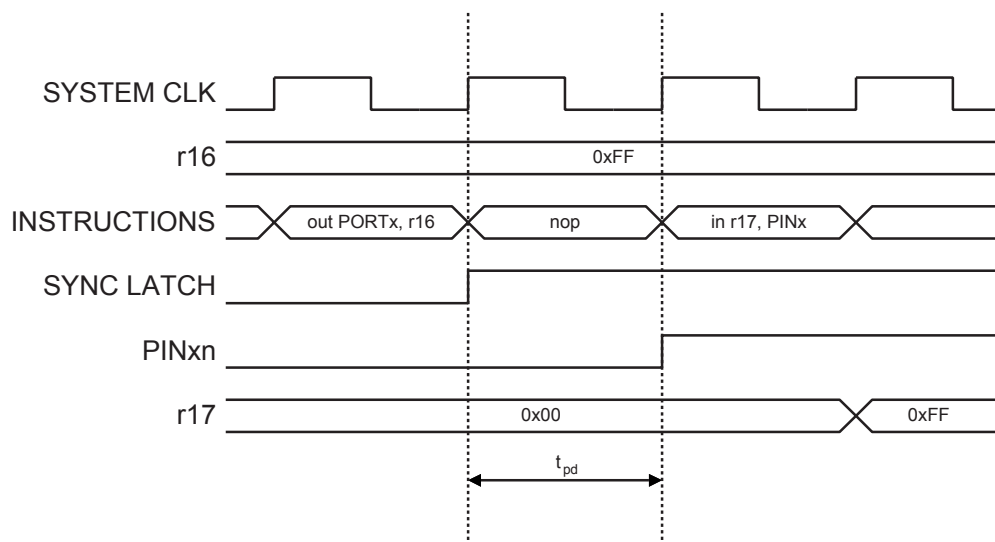 SYSTEM CLK
r16
0xFF
INSTRUCTIONS
out PORTx, r16
nop
in r17, PINx
SYNC LATCH
PINxn
r17
0x00
0xFF
tpd